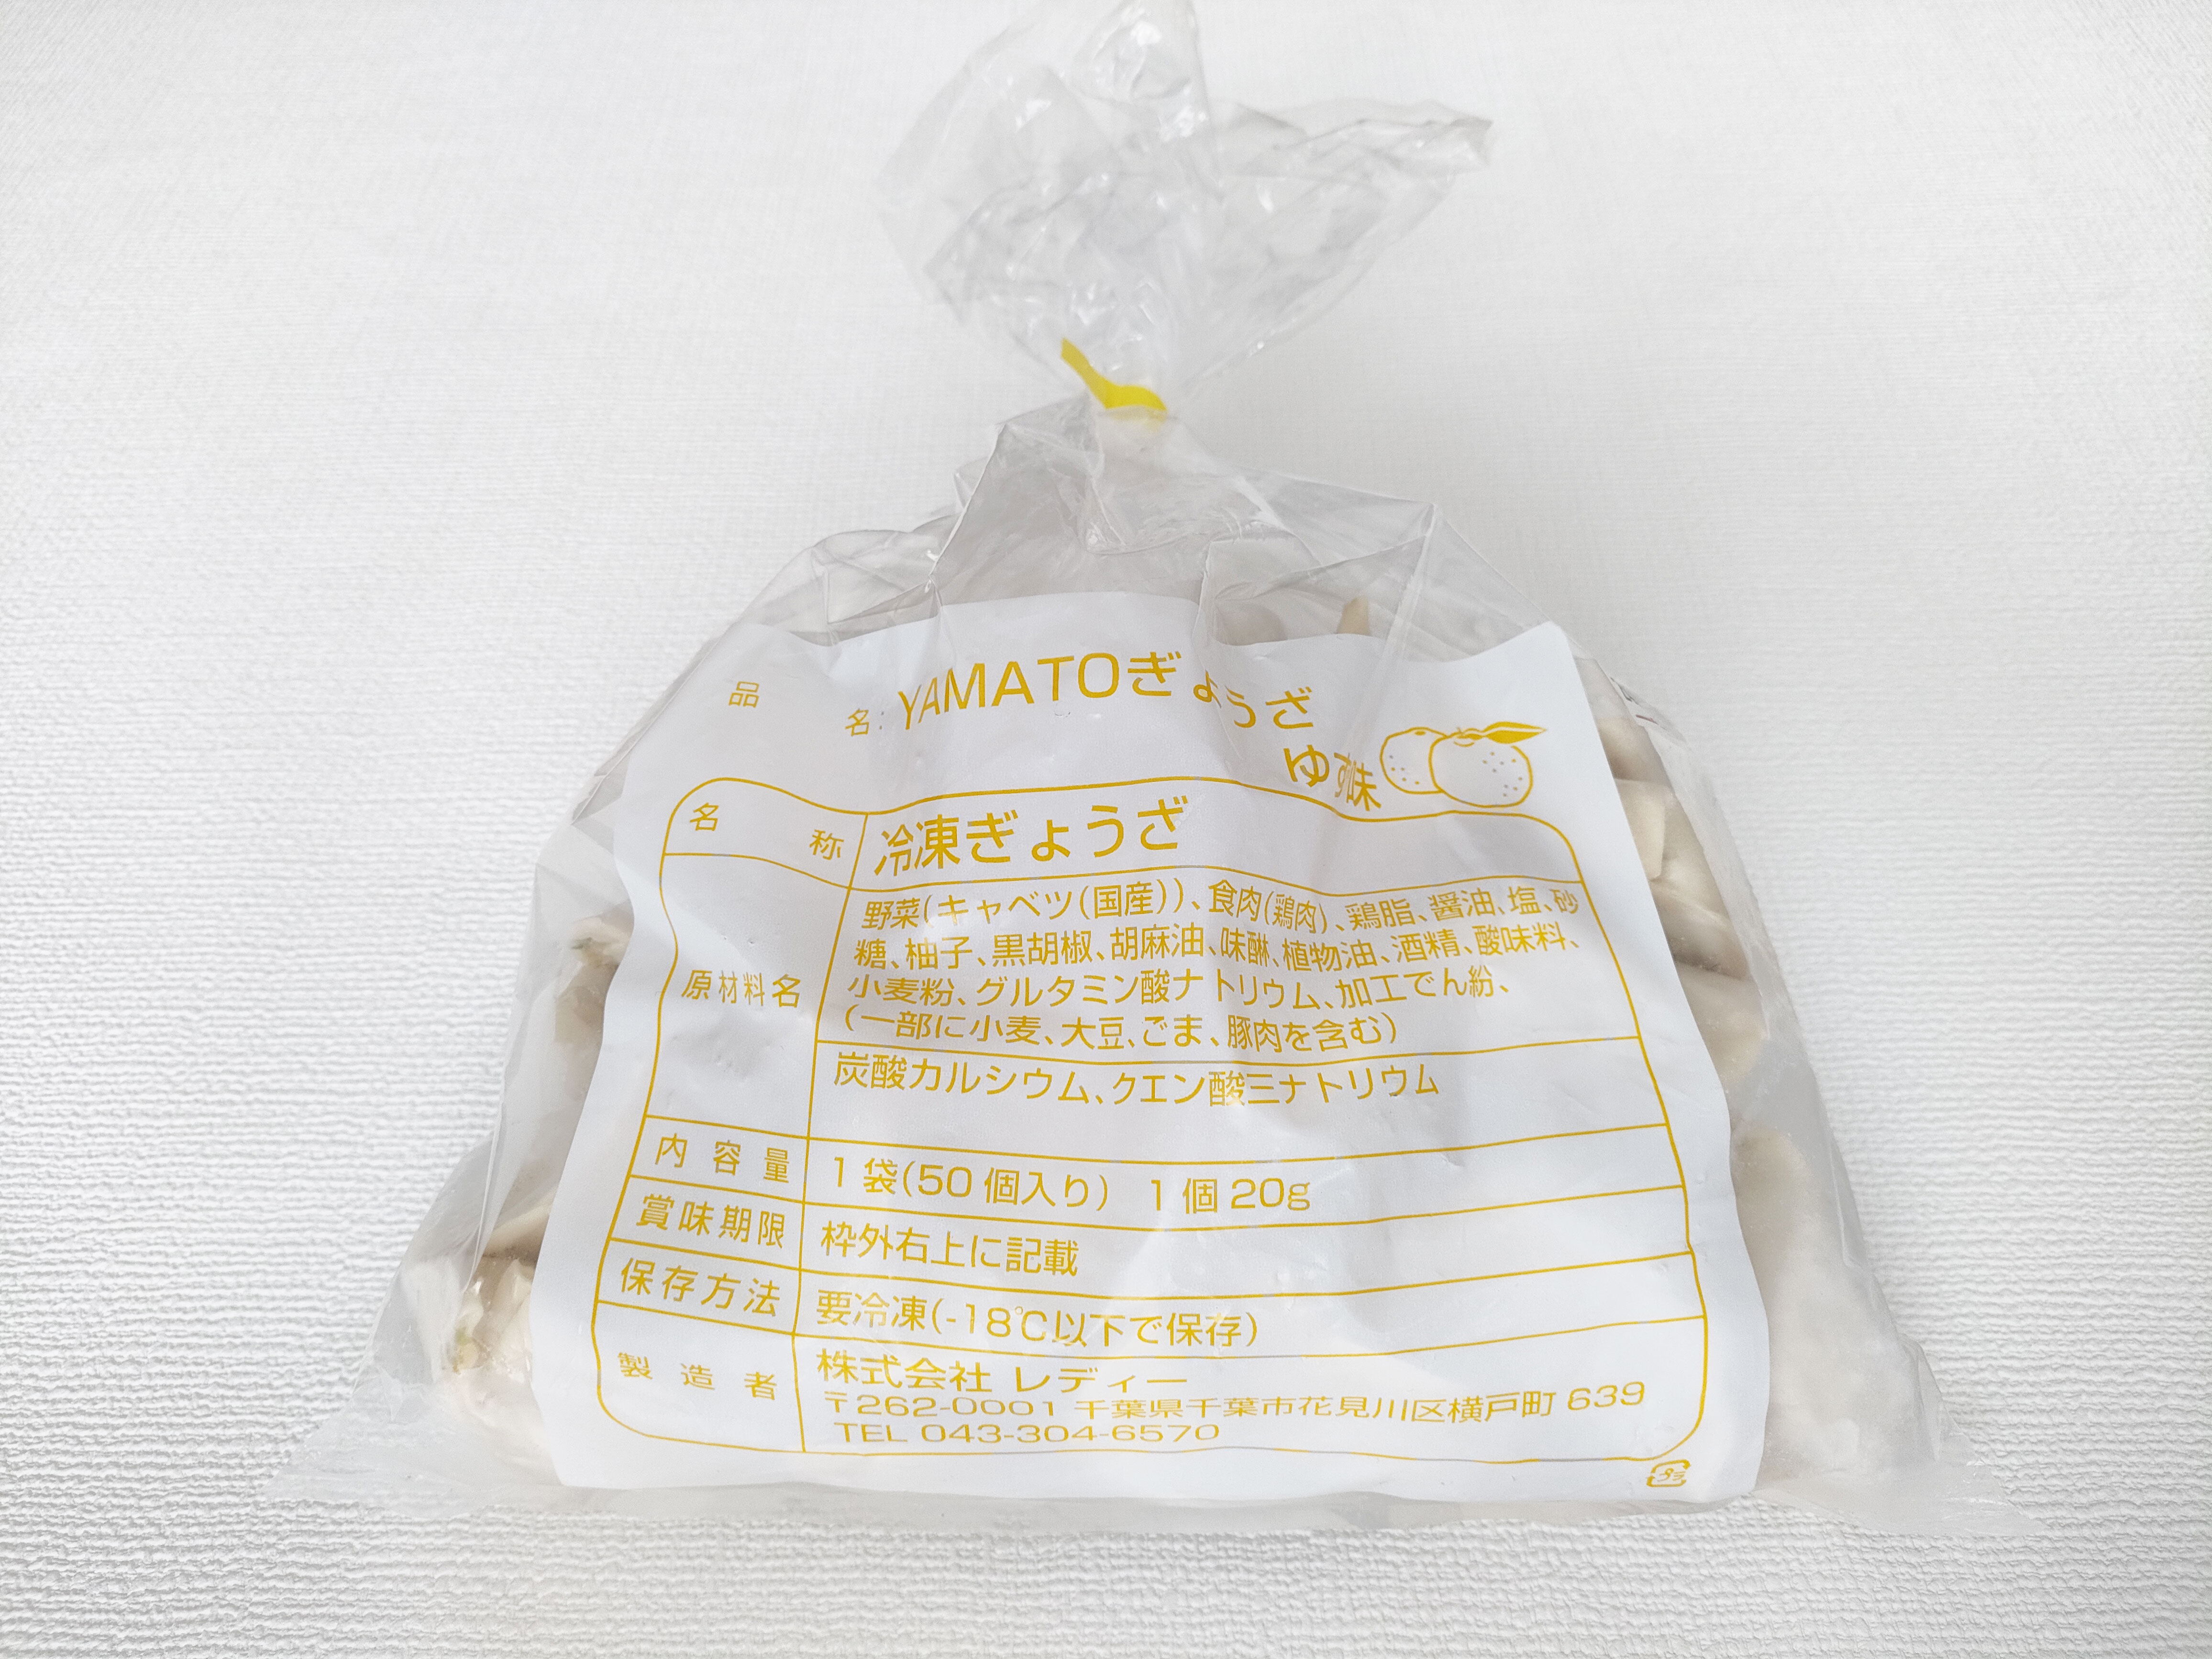 品 名: YAMATOぎょうざ
ゆず味
名 称 冷凍ぎょうざ
原材料名 野菜(キャベツ(国産))、食肉(鶏肉)、鶏脂、醤油、塩、砂
糖、柚子、黒胡椒、胡麻油、味醂、植物油、酒精、酸味料、
小麦粉、グルタミン酸ナトリウム、加工でん紛、
(一部に小麦、大豆、ごま、豚肉を含む)
炭酸カルシウム、クエン酸三ナトリウム
内容量 1袋(50個入り) 1個20g
賞味期限 枠外右上に記載
保存方法 要冷凍(-18℃以下で保存)
製造者 株式会社 レディー
〒262-0001 千葉県千葉市花見川区横戸町 639
TEL 043-304-6570
プラ